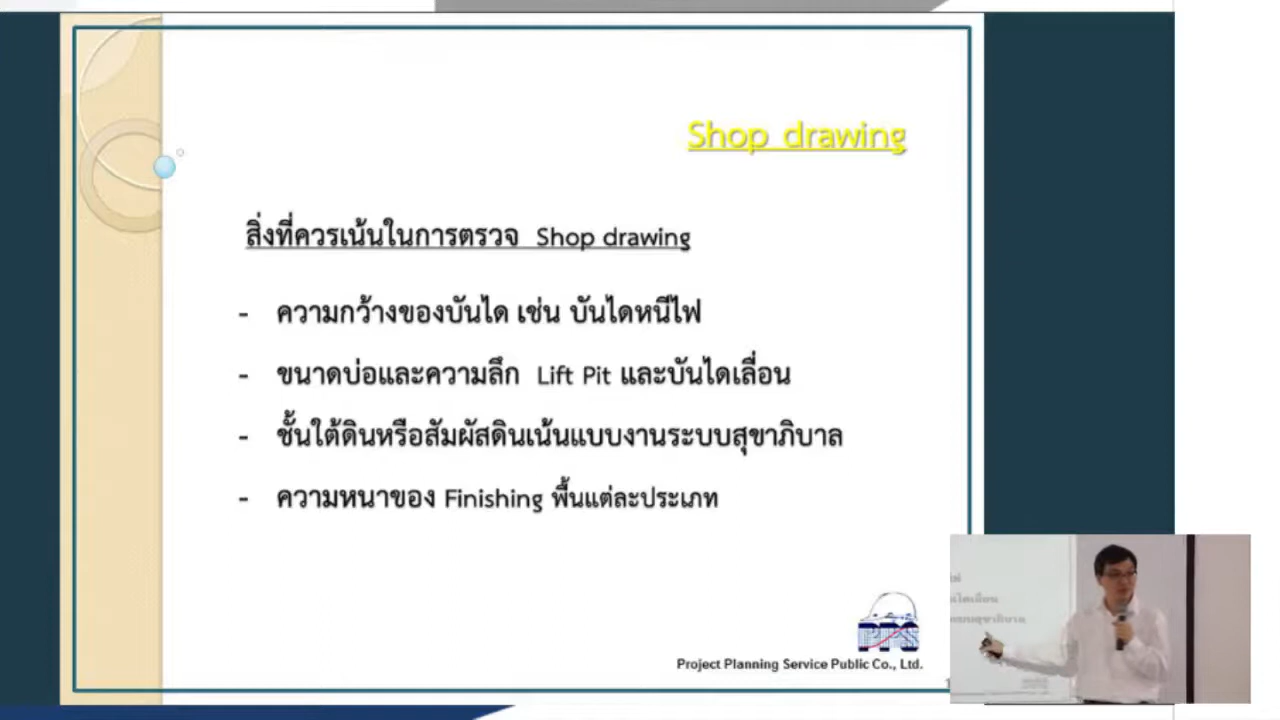 Shop drawing
สิ่งที่ควรเน้นในการตรวจ Shop drawing
- ความกว้างของบันได เช่น บันไดหนีไฟ
- ขนาดบ่อและความลึก Lift Pit และบันไดเลื่อน
- ชั้นใต้ดินหรือสัมผัสดินเน้นแบบงานระบบสุขาภิบาล
- ความหนาของ Finishing พื้นแต่ละประเภท
PPS
Project Planning Service Public Co., Ltd.